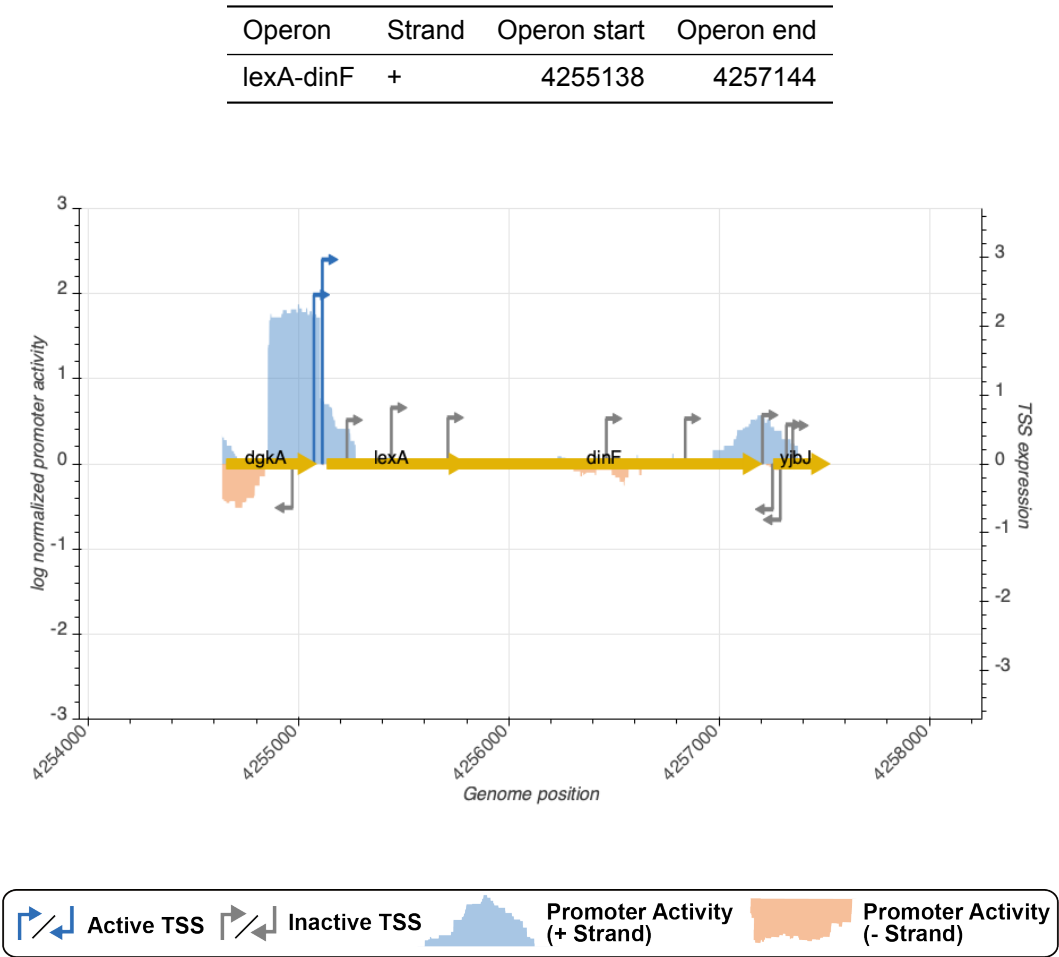 Operon Strand Operon start Operon end
lexA-dinF + 4255138 4257144
3
2
1
0
-1
-2
-3
log normalized promoter activity
3
2
1
0
-1
-2
-3
TSS expression
dgkA lexA dinF yjbJ
4254000 4255000 4256000 4257000 4258000
Genome position
Active TSS
Inactive TSS
Promoter Activity
(+ Strand)
Promoter Activity
(- Strand)